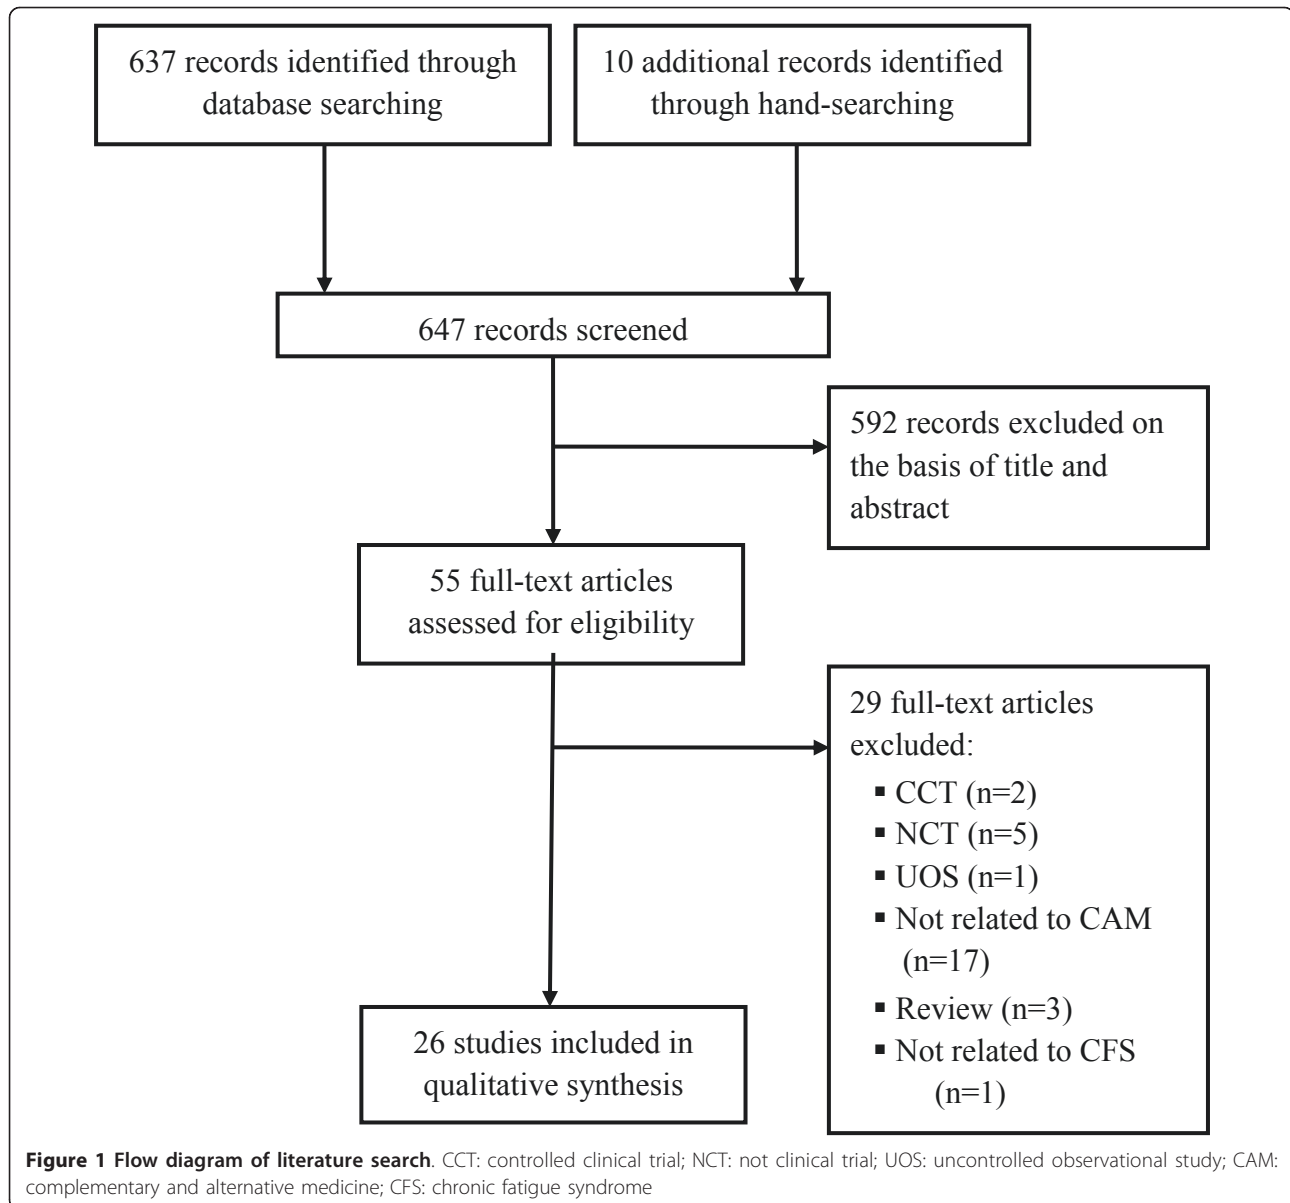 637 records identified through
database searching
10 additional records identified
through hand-searching
647 records screened
592 records excluded on
the basis of title and
abstract
55 full-text articles
assessed for eligibility
29 full-text articles
excluded:
▪ CCT (n=2)
▪ NCT (n=5)
▪ UOS (n=1)
▪ Not related to CAM
(n=17)
▪ Review (n=3)
▪ Not related to CFS
(n=1)
26 studies included in
qualitative synthesis
Figure 1 Flow diagram of literature search. CCT: controlled clinical trial; NCT: not clinical trial; UOS: uncontrolled observational study; CAM:
complementary and alternative medicine; CFS: chronic fatigue syndrome